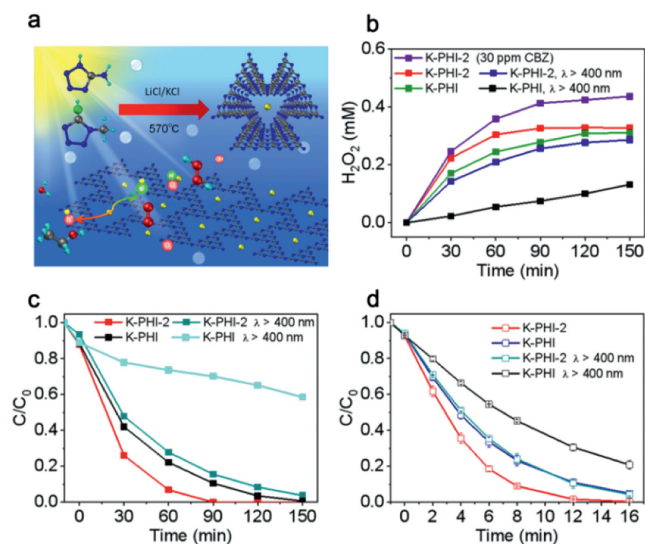 a
LiCl/KCl
570℃
b
H₂O₂ (mM)
0.6
0.4
0.2
0.0
K-PHI-2 (30 ppm CBZ)
K-PHI-2
K-PHI-2, λ > 400 nm
K-PHI
K-PHI, λ > 400 nm
0 30 60 90 120 150
Time (min)
c
C/C₀
1.0
0.8
0.6
0.4
0.2
0.0
K-PHI-2
K-PHI-2 λ > 400 nm
K-PHI
K-PHI λ > 400 nm
0 30 60 90 120 150
Time (min)
d
C/C₀
1.0
0.8
0.6
0.4
0.2
0.0
K-PHI-2
K-PHI
K-PHI-2 λ > 400 nm
K-PHI λ > 400 nm
0 2 4 6 8 10 12 14 16
Time (min)